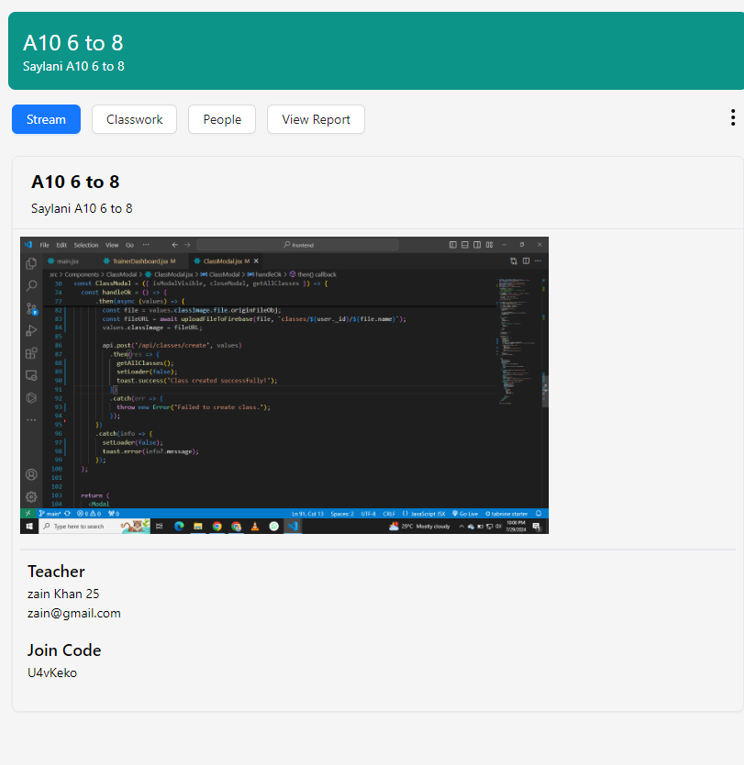 A10 6 to 8
Saylani A10 6 to 8
Stream Classwork People View Report
A10 6 to 8
Saylani A10 6 to 8
File Edit Selection View Go ··· frontend
main.jsx TrainerDashboard.jsx M ClassModal.jsx M
src > Components > ClassModal > ClassModal.jsx > ClassModal > handleOk > then() callback
30 const ClassModal = ({ isModalVisible, closeModal, getAllClasses }) => {
76 const handleOk = () => {
77 .then(async (values) => {
82 const file = values.classImage.file.originFileObj;
83 const fileURL = await uploadFileToFirebase(file, `classes/${user._id}/${file.name}`);
84 values.classImage = fileURL;
85
86 api.post("/api/classes/create", values)
87 .then(res => {
88 getAllClasses();
89 setLoader(false);
90 toast.success("Class created successfully!");
91 })
92 .catch(err => {
93 throw new Error("Failed to create class.");
94 });
95 })
96 .catch(info => {
97 setLoader(false);
98 toast.error(info?.message);
99 });
100 };
101
102
103 return (
104 <Modal
main* 0 0 0 Ln 91, Col 13 Spaces: 2 UTF-8 CRLF JavaScript JSX Go Live tabnine starter
Type here to search 29°C Mostly cloudy 10:00 PM
7/29/2024
Teacher
zain Khan 25
zain@gmail.com
Join Code
U4vKeko